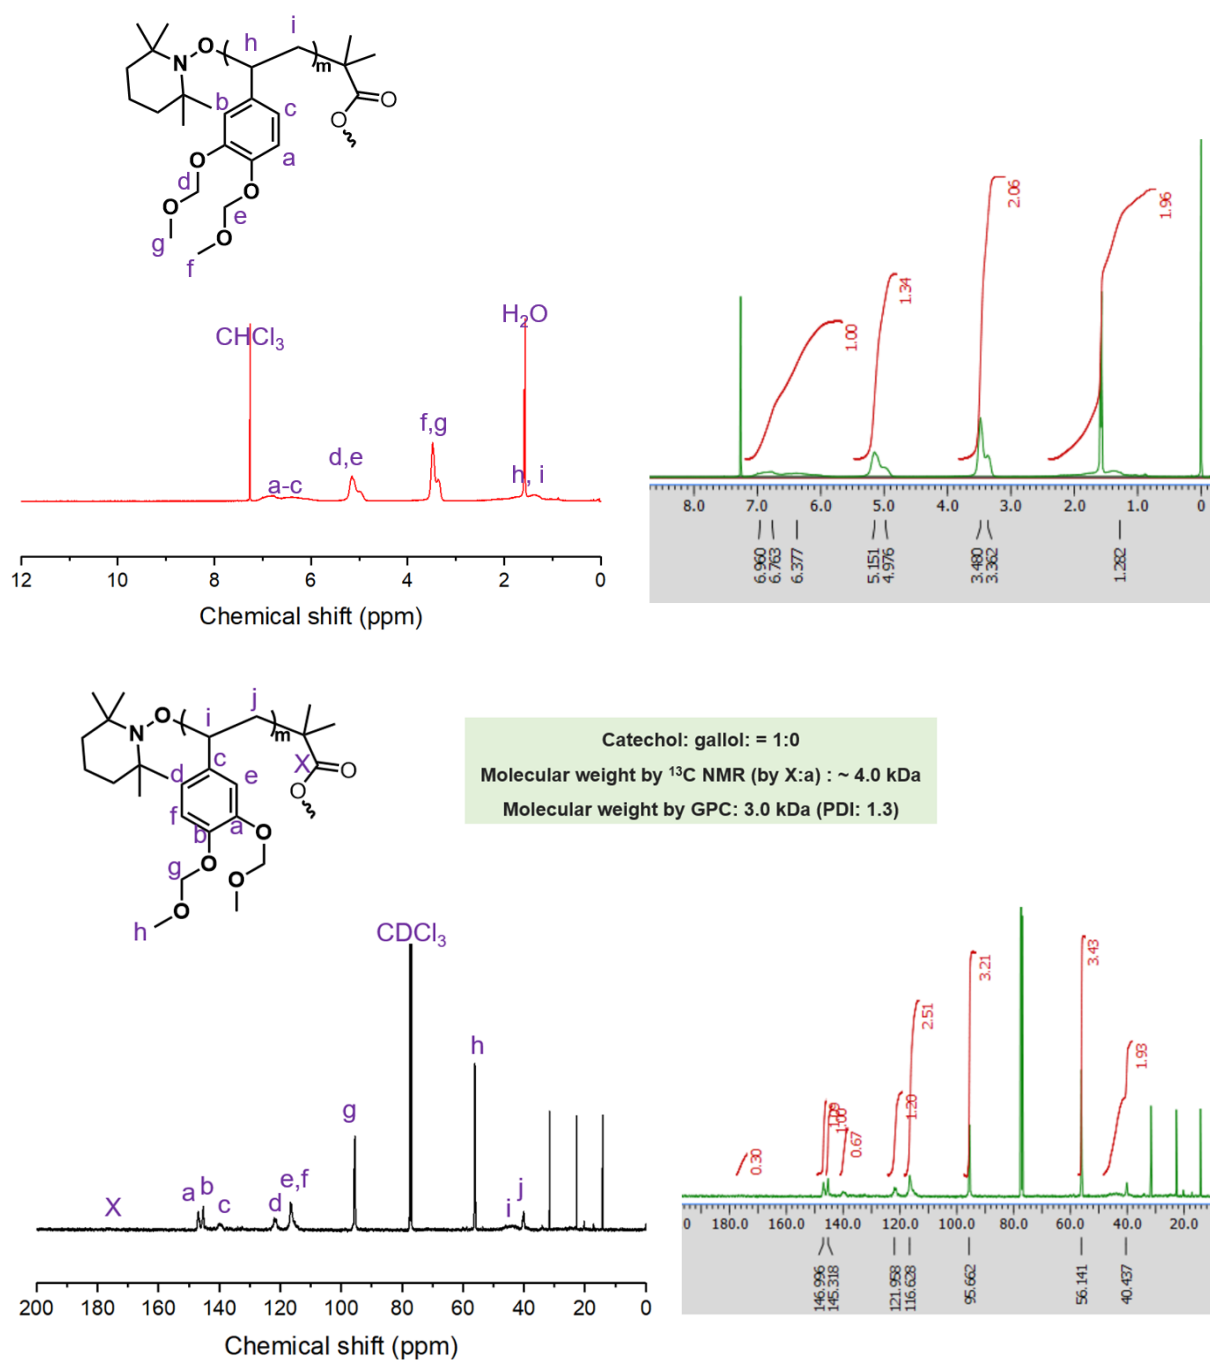 i
h
O
N
m
b
c
O
O
a
O
d
O
e
O
O
g
f
H₂O
CHCl₃
f,g
d,e
a-c
h, i
12 10 8 6 4 2 0
Chemical shift (ppm)
1.00
1.34
2.06
1.96
8.0 7.0 6.0 5.0 4.0 3.0 2.0 1.0 0
6.960
6.763
6.377
5.151
4.976
3.480
3.362
1.282
j
O
i
N
m
c
X
O
d
e
O
f
a
b
O
g
O
O
O
h
Catechol: gallol: = 1:0
Molecular weight by ¹³C NMR (by X:a) : ~ 4.0 kDa
Molecular weight by GPC: 3.0 kDa (PDI: 1.3)
CDCl₃
h
g
e,f
b
a
c
d
j
i
X
200 180 160 140 120 100 80 60 40 20 0
Chemical shift (ppm)
0.30
1.09
1.00
0.67
1.20
2.51
3.21
3.43
1.93
180.0 160.0 140.0 120.0 100.0 80.0 60.0 40.0 20.0
146.996
145.318
121.958
116.628
95.662
56.141
40.437